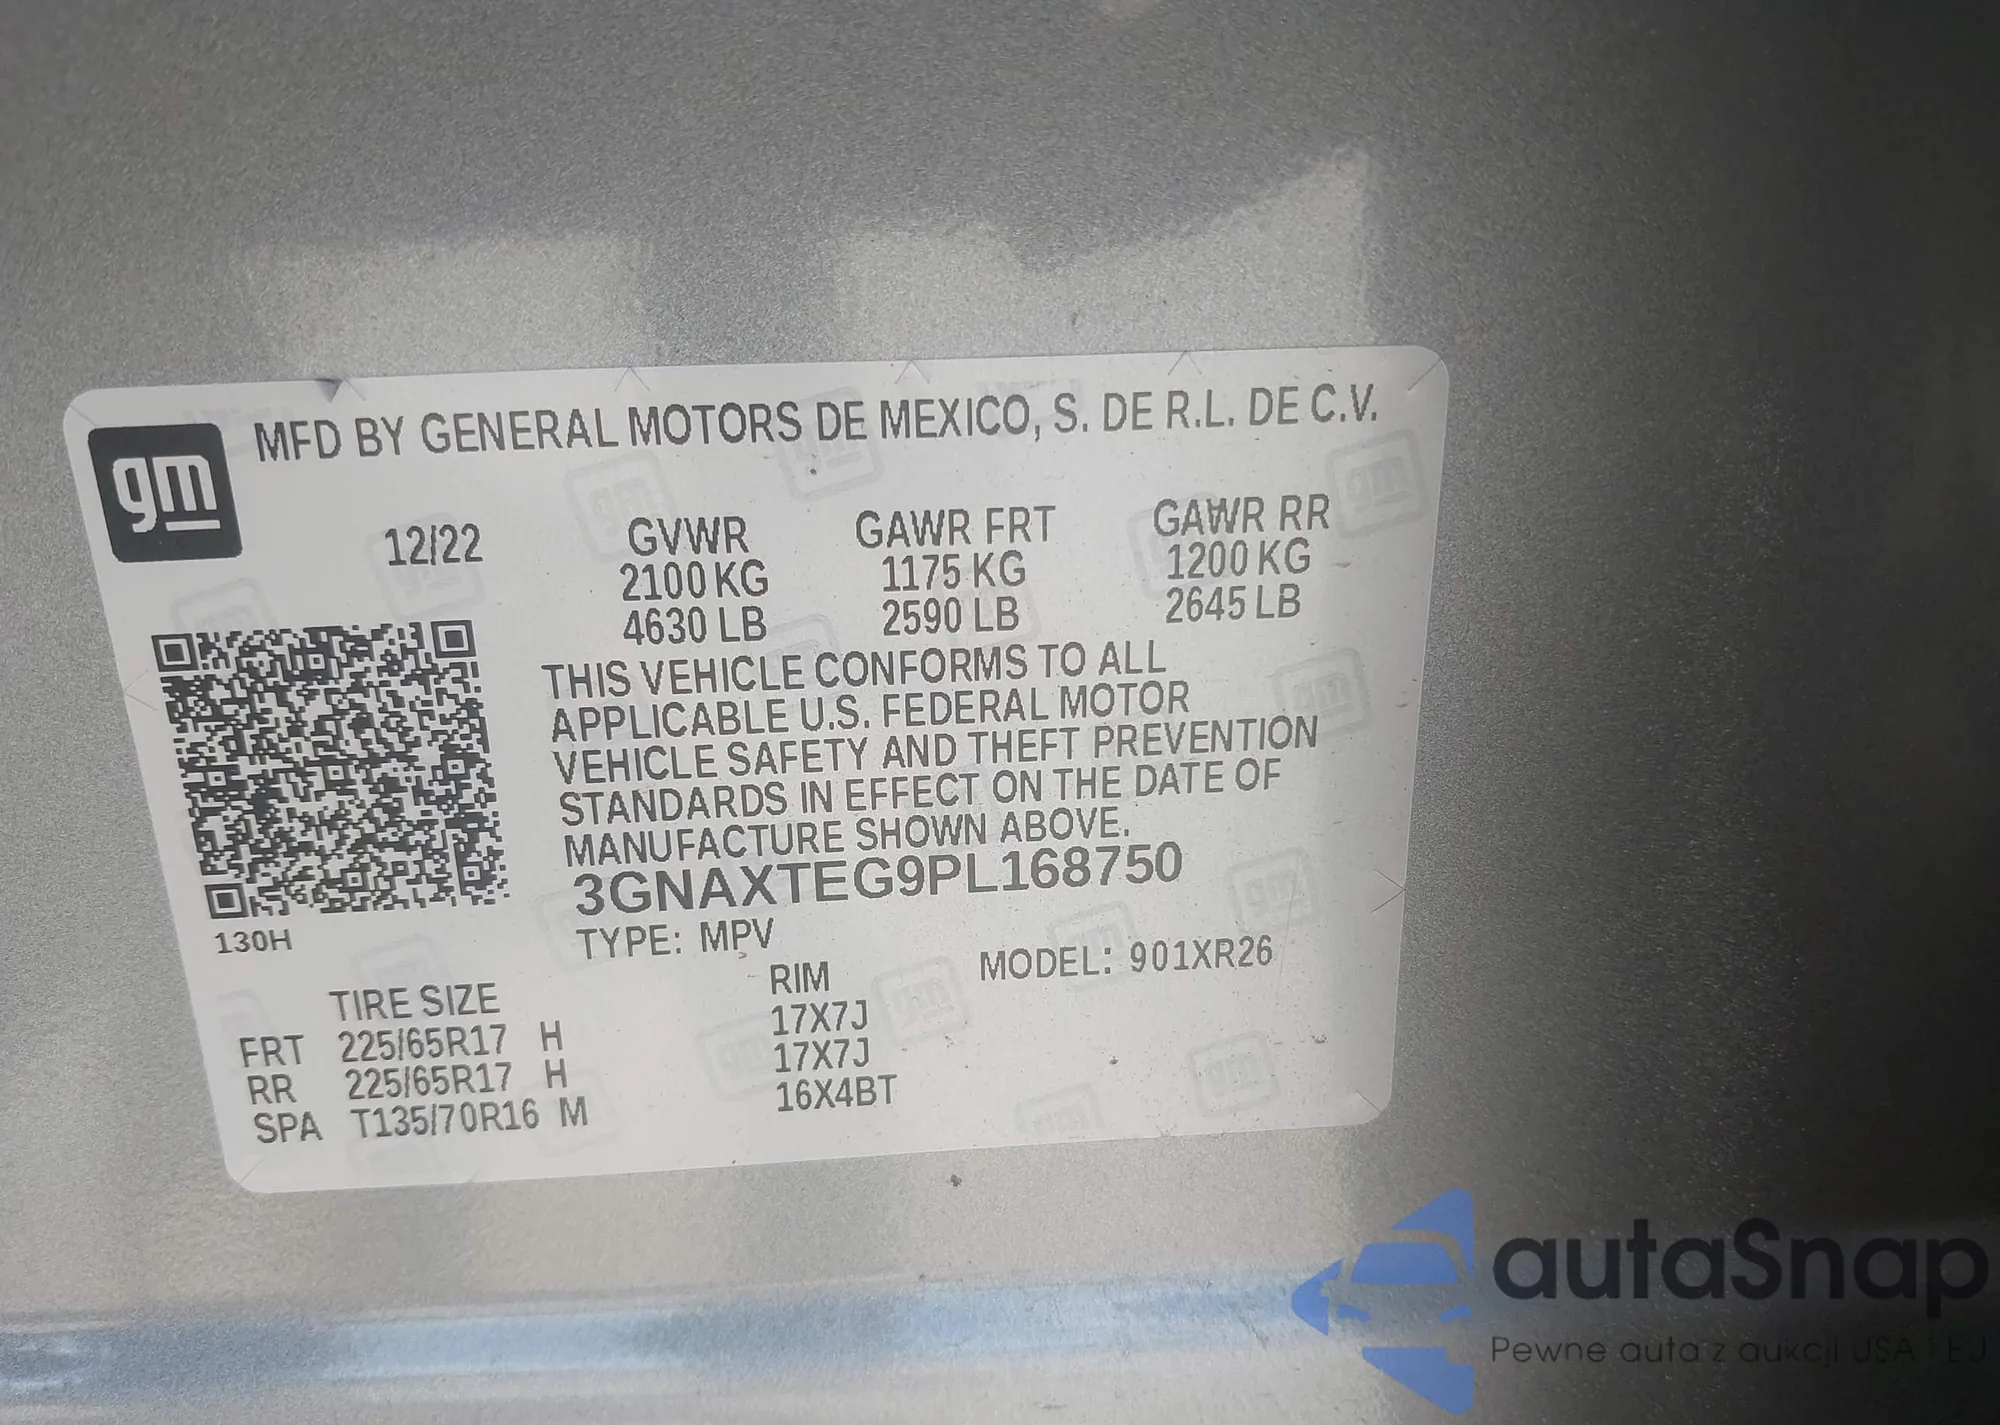 gm
MFD BY GENERAL MOTORS DE MEXICO, S. DE R.L. DE C.V.
12/22 GVWR GAWR FRT GAWR RR
2100 KG 1175 KG 1200 KG
4630 LB 2590 LB 2645 LB
THIS VEHICLE CONFORMS TO ALL
APPLICABLE U.S. FEDERAL MOTOR
VEHICLE SAFETY AND THEFT PREVENTION
STANDARDS IN EFFECT ON THE DATE OF
MANUFACTURE SHOWN ABOVE.
3GNAXTEG9PL168750
130H
TYPE: MPV MODEL: 901XR26
TIRE SIZE RIM
FRT 225/65R17 H 17X7J
RR 225/65R17 H 17X7J
SPA T135/70R16 M 16X4BT
autaSnap
Pewne auta z aukcji USA i EJ